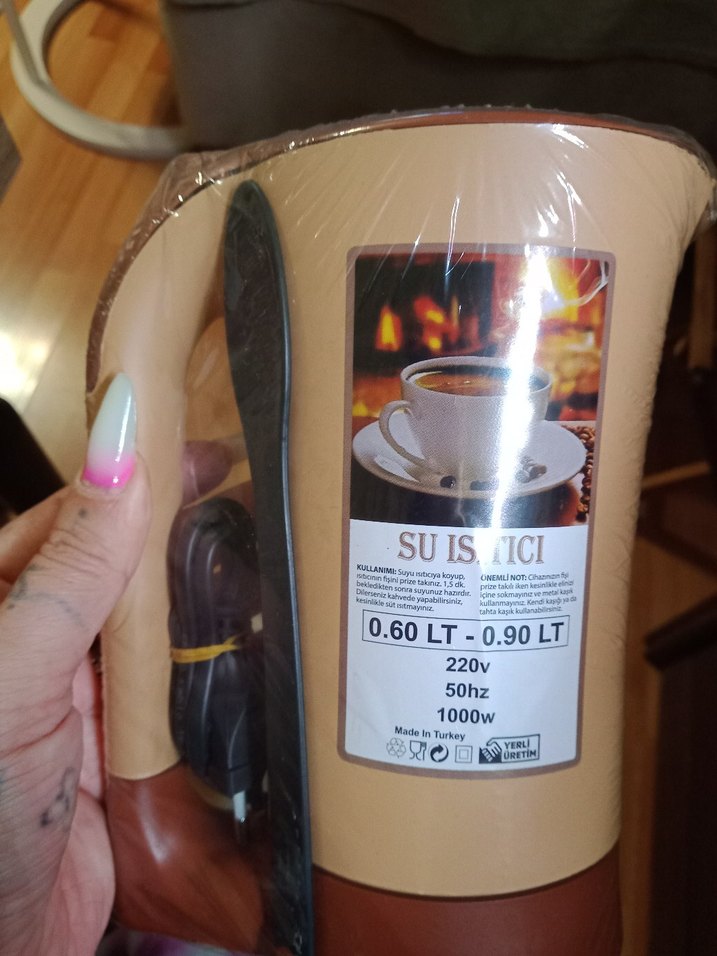 SU ISITICI
KULLANIMI: Suyu ısıtıcıya koyup,
ısıtıcının fişini prize takınız. 1,5 dk.
bekledikten sonra suyunuz hazırdır.
Dilerseniz kahvede yapabilirsiniz,
kesinlikle süt ısıtmayınız.
ÖNEMLİ NOT: Cihazınızın fişi
prize takılı iken kesinlikle elinizi
içine sokmayınız ve metal kaşık
kullanmayınız. Kendi kaşığı ya da
tahta kaşık kullanabilirsiniz.
0.60 LT - 0.90 LT
220v
50hz
1000w
Made In Turkey
YERLİ
ÜRETİM